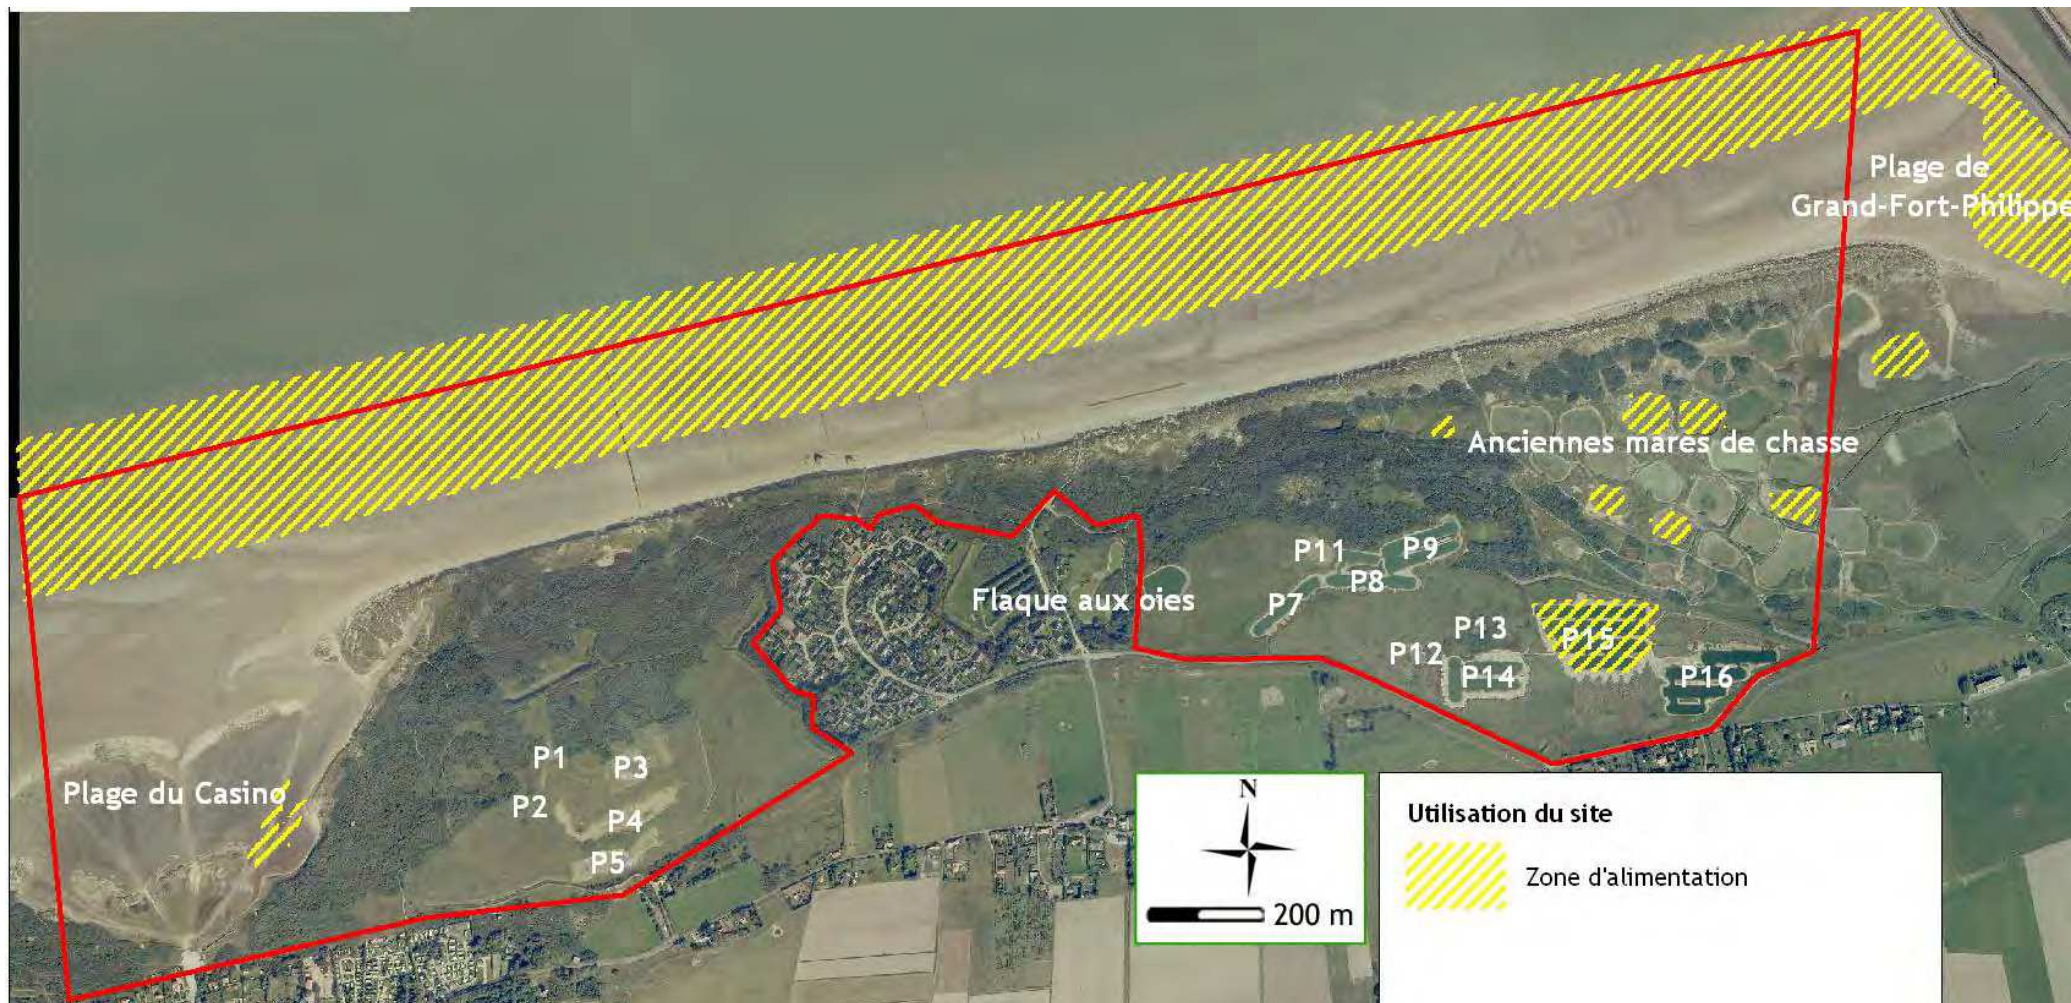 Plage de
Grand-Fort-Philippe
Anciennes mares de chasse
P11
P9
P8
P7
Flaque aux oies
P13
P12
P14
P15
P16
P1
P3
P2
P4
P5
Plage du Casino
N
200 m
Utilisation du site
Zone d'alimentation